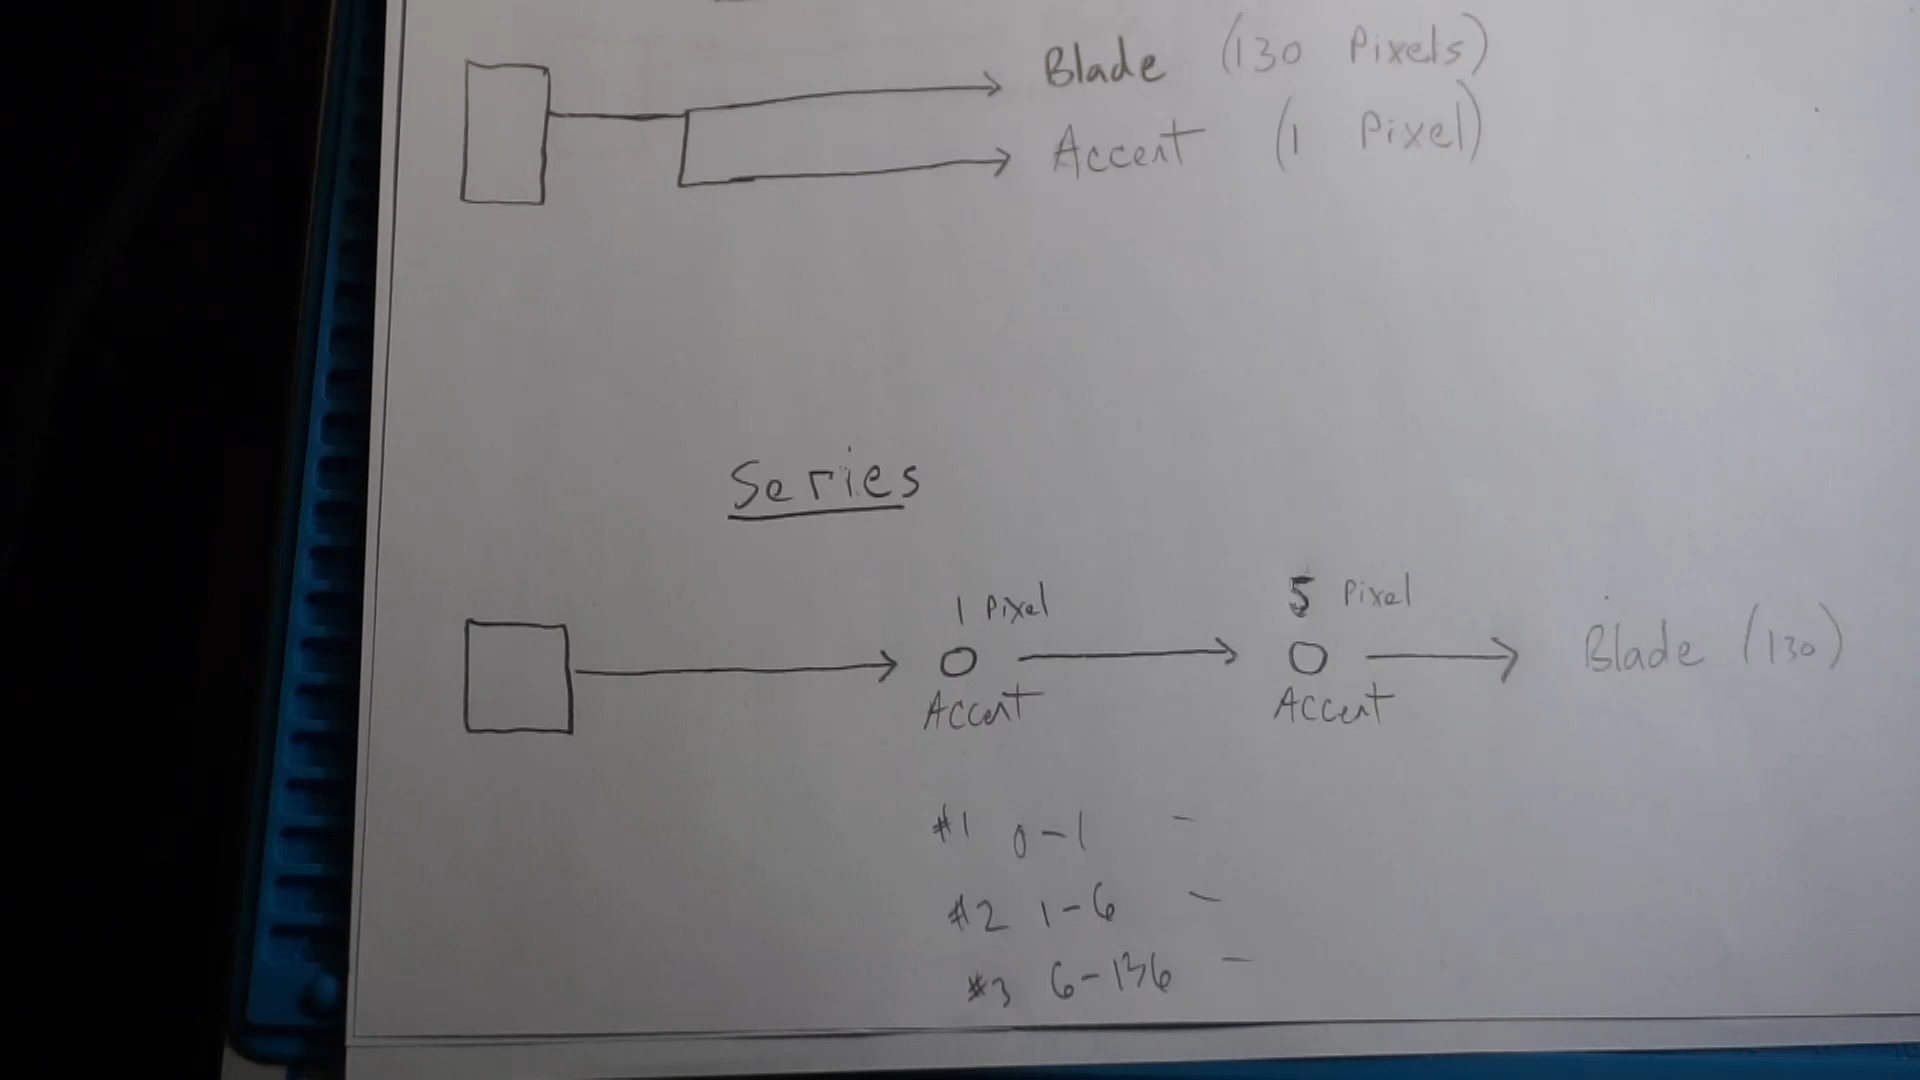 Blade (130 Pixels)
Accent (1 Pixel)
Series
1 Pixel
5 Pixel
Accent
Accent
Blade (130)
#1 0-1 -
#2 1-6 -
#3 6-136 -